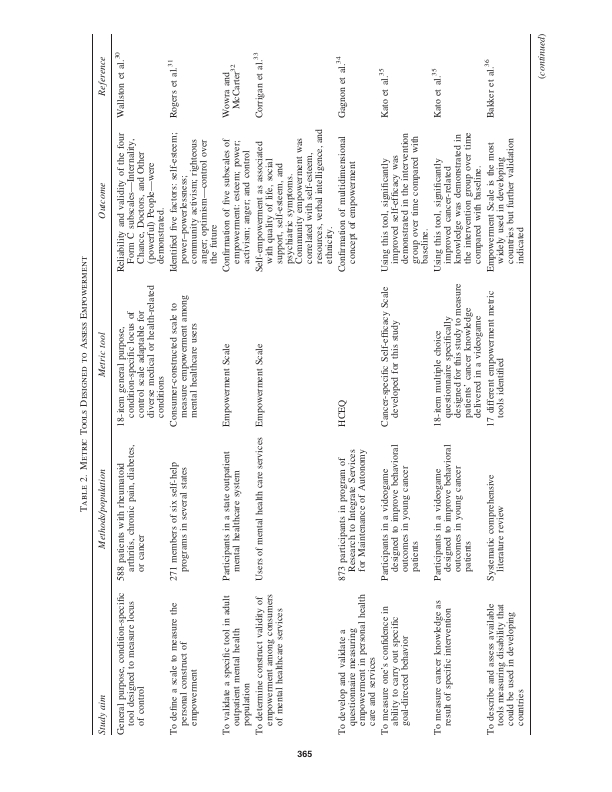 TABLE 2. METRIC TOOLS DESIGNED TO ASSESS EMPOWERMENT
Study aim
Methods/population
Metric tool
Outcome
Reference
General purpose, condition-specific
tool designed to measure locus
of control
588 patients with rheumatoid
arthritis, chronic pain, diabetes,
or cancer
18-item general purpose,
condition-specific locus of
control scale adaptable for
diverse medical or health-related
conditions
Reliability and validity of the four
Form C subscales—Internality,
Chance, Doctors, and Other
(powerful) People were
demonstrated.
Wallston et al.30
To define a scale to measure the
personal construct of
empowerment
271 members of six self-help
programs in several states
Consumer-constructed scale to
measure empowerment among
mental healthcare users
Identified five factors: self-esteem;
power-powerlessness;
community activism; righteous
anger; optimism—control over
the future
Rogers et al.31
To validate a specific tool in adult
outpatient mental health
population
Participants in a state outpatient
mental healthcare system
Empowerment Scale
Confirmation of five subscales of
empowerment: esteem; power;
activism; anger; and control
Wowra and
McCarter32
To determine construct validity of
empowerment among consumers
of mental healthcare services
Users of mental health care services
Empowerment Scale
Self-empowerment as associated
with quality of life, social
support, self-esteem, and
psychiatric symptoms.
Community empowerment was
correlated with self-esteem,
resources, verbal intelligence, and
ethnicity.
Corrigan et al.33
To develop and validate a
questionnaire measuring
empowerment in personal health
care and services
873 participants in program of
Research to Integrate Services
for Maintenance of Autonomy
HCEQ
Confirmation of multidimensional
concept of empowerment
Gagnon et al.34
To measure one's confidence in
ability to carry out specific
goal-directed behavior
Participants in a videogame
designed to improve behavioral
outcomes in young cancer
patients
Cancer-specific Self-efficacy Scale
developed for this study
Using this tool, significantly
improved self-efficacy was
demonstrated in the intervention
group over time compared with
baseline.
Kato et al.35
To measure cancer knowledge as
result of specific intervention
Participants in a videogame
designed to improve behavioral
outcomes in young cancer
patients
18-item multiple choice
questionnaire specifically
designed for this study to measure
patients' cancer knowledge
delivered in a videogame
Using this tool, significantly
improved cancer-related
knowledge was demonstrated in
the intervention group over time
compared with baseline.
Kato et al.35
To describe and assess available
tools measuring disability that
could be used in developing
countries
Systematic comprehensive
literature review
17 different empowerment metric
tools identified
Empowerment Scale is the most
widely used in developing
countries but further validation
indicated
Bakker et al.36
(continued)
365